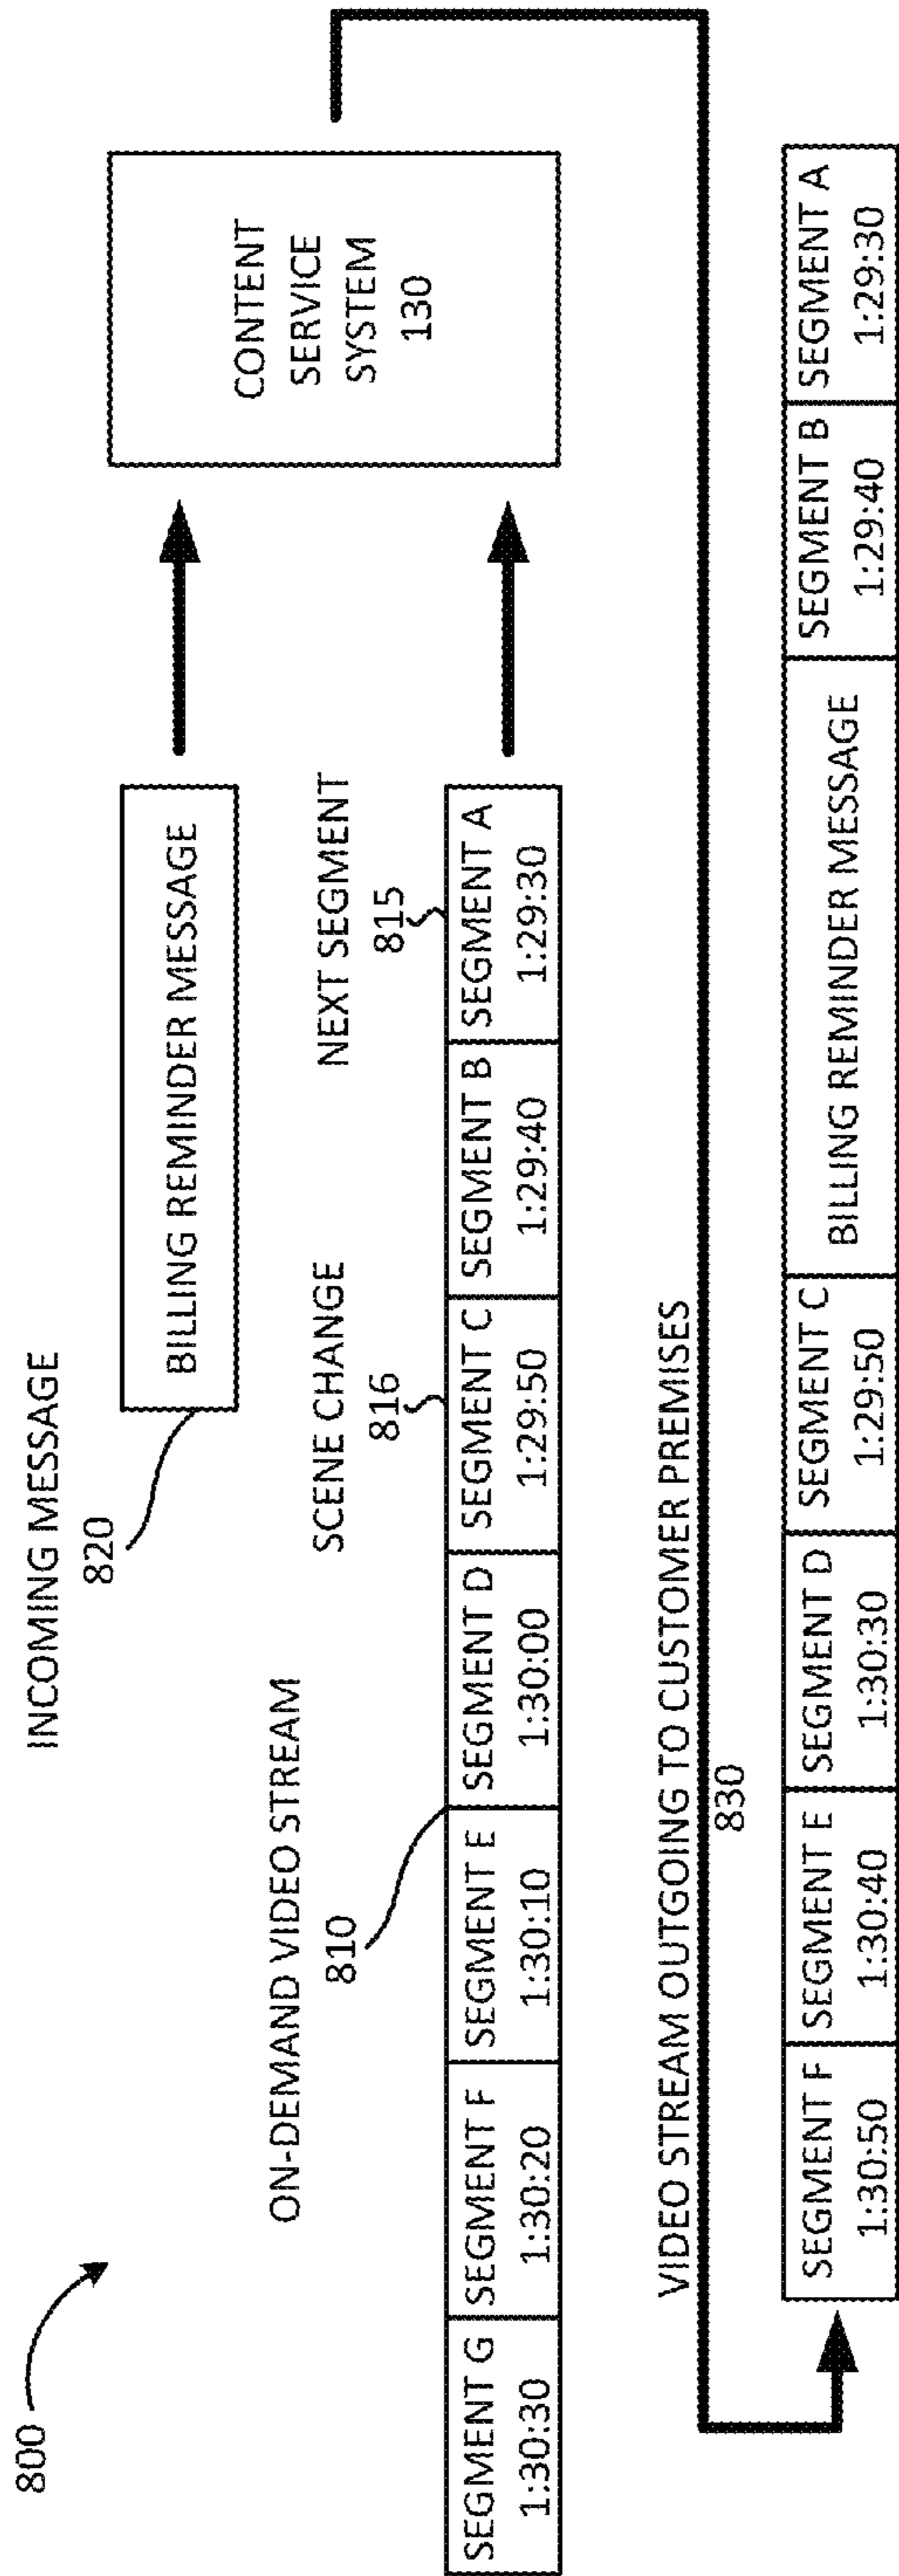 800
INCOMING MESSAGE
820
BILLING REMINDER MESSAGE
CONTENT
SERVICE
SYSTEM
130
ON-DEMAND VIDEO STREAM
810
SCENE CHANGE
816
NEXT SEGMENT
815
SEGMENT G
1:30:30
SEGMENT F
1:30:20
SEGMENT E
1:30:10
SEGMENT D
1:30:00
SEGMENT C
1:29:50
SEGMENT B
1:29:40
SEGMENT A
1:29:30
VIDEO STREAM OUTGOING TO CUSTOMER PREMISES
830
SEGMENT F
1:30:50
SEGMENT E
1:30:40
SEGMENT D
1:30:30
SEGMENT C
1:29:50
BILLING REMINDER MESSAGE
SEGMENT B
1:29:40
SEGMENT A
1:29:30